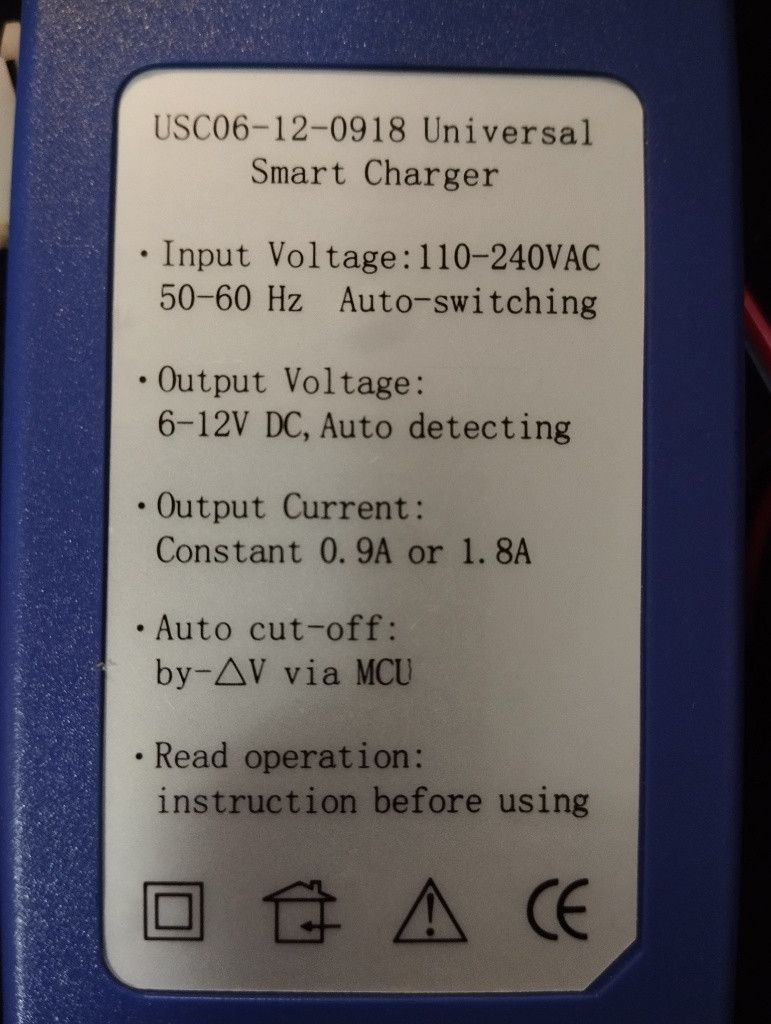 USC06-12-0918 Universal
Smart Charger
·Input Voltage:110-240VAC
50-60 Hz Auto-switching
·Output Voltage:
6-12V DC, Auto detecting
·Output Current:
Constant 0.9A or 1.8A
·Auto cut-off:
by-△V via MCU
·Read operation:
instruction before using
CE